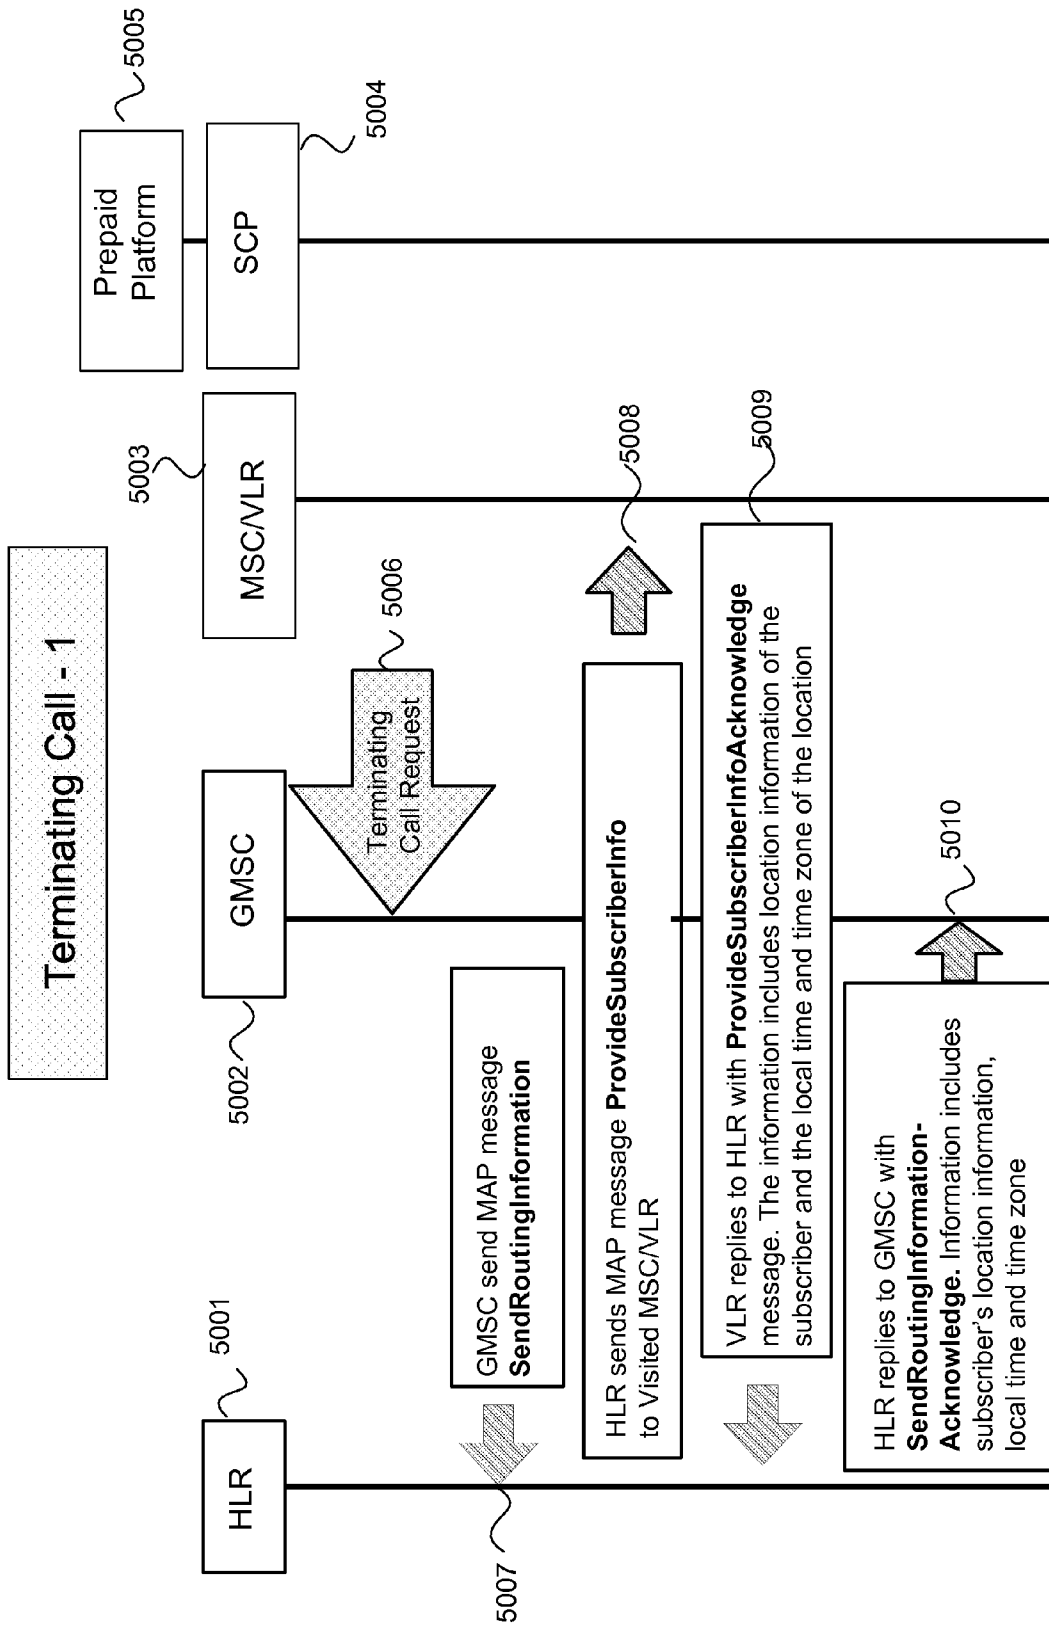 Terminating Call - 1
5001
HLR
5002
GMSC
5003
MSC/VLR
5004
SCP
5005
Prepaid
Platform
5006
Terminating
Call Request
5007
GMSC send MAP message
SendRoutingInformation
HLR sends MAP message ProvideSubscriberInfo
to Visited MSC/VLR
5008
VLR replies to HLR with ProvideSubscriberInfoAcknowledge
message. The information includes location information of the
subscriber and the local time and time zone of the location
5009
HLR replies to GMSC with
SendRoutingInformation-
Acknowledge. Information includes
subscriber's location information,
local time and time zone
5010